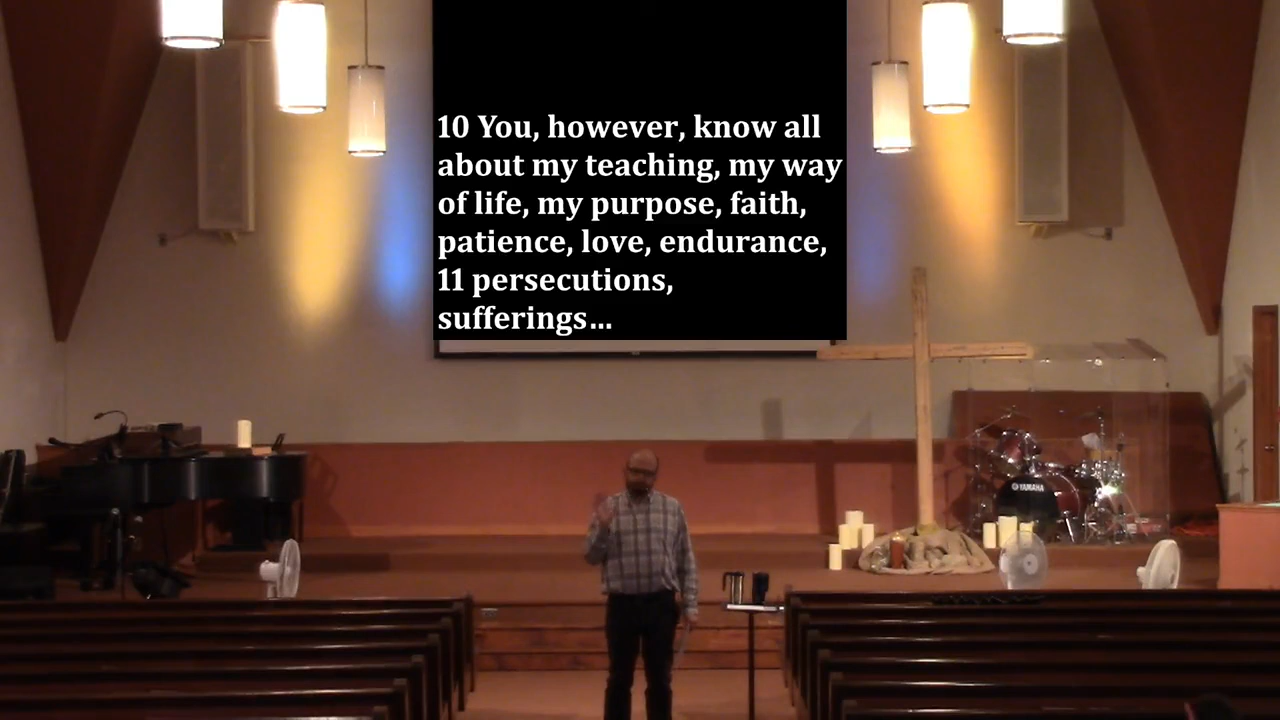 10 You, however, know all
about my teaching, my way
of life, my purpose, faith,
patience, love, endurance,
11 persecutions,
sufferings...
YAMAHA